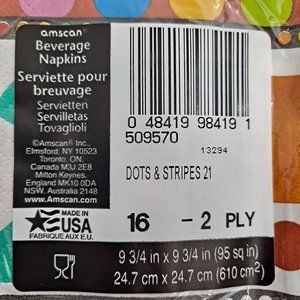 amscan®
Beverage
Napkins
Serviette pour
breuvage
Servietten
Servilletas
Tovaglioli
©Amscan® Inc.,
Elmsford, NY 10523
Toronto, ON,
Canada M3J 2E8
Milton Keynes,
England MK10 0DA
NSW, Australia 2148
www.Amscan.com
MADE IN
USA
FABRIQUE AUX E.U.
0 48419 98419 1
509570
13294
DOTS & STRIPES 21
16 - 2 PLY
9 3/4 in x 9 3/4 in (95 sq in)
24.7 cm x 24.7 cm (610 cm²)